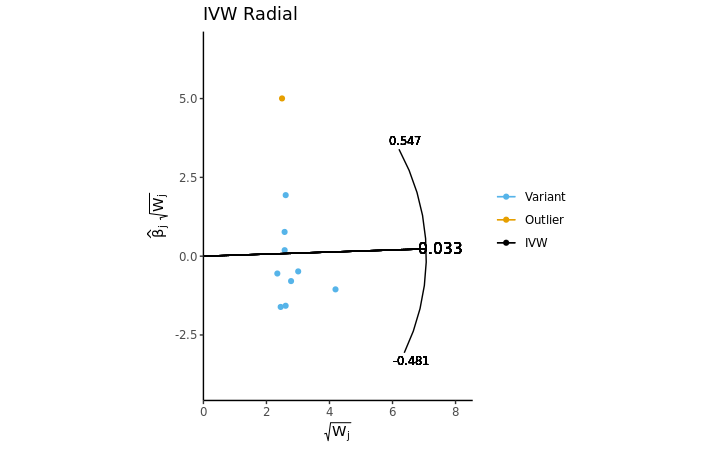 IVW Radial
5.0
2.5
0.0
-2.5
β̂ⱼ √Wⱼ
0.547
0.033
-0.481
0
2
4
6
8
√Wⱼ
Variant
Outlier
IVW